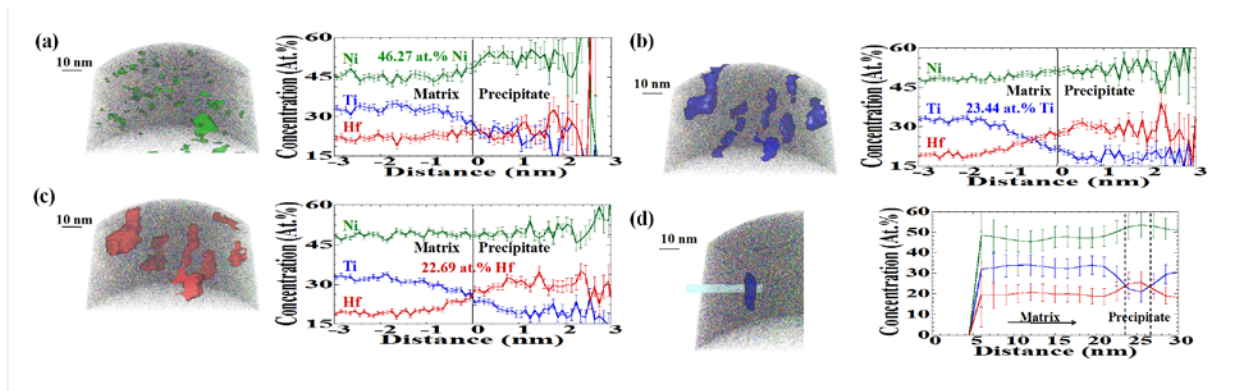 (a)
10 nm
Concentration (At.%)
60
45
30
15
Ni 46.27 at.% Ni
Matrix Precipitate
Ti
Hf
-3 -2 -1 0 1 2 3
Distance (nm)
(b)
10 nm
Concentration (At.%)
60
45
30
15
Ni
Matrix Precipitate
Ti 23.44 at.% Ti
Hf
-3 -2 -1 0 1 2 3
Distance (nm)
(c)
10 nm
Concentration (At.%)
60
45
30
15
Ni
Matrix Precipitate
Ti 22.69 at.% Hf
Hf
-3 -2 -1 0 1 2 3
Distance (nm)
(d)
10 nm
Concentration (At.%)
60
50
40
30
20
10
0
Matrix Precipitate
0 5 10 15 20 25 30
Distance (nm)